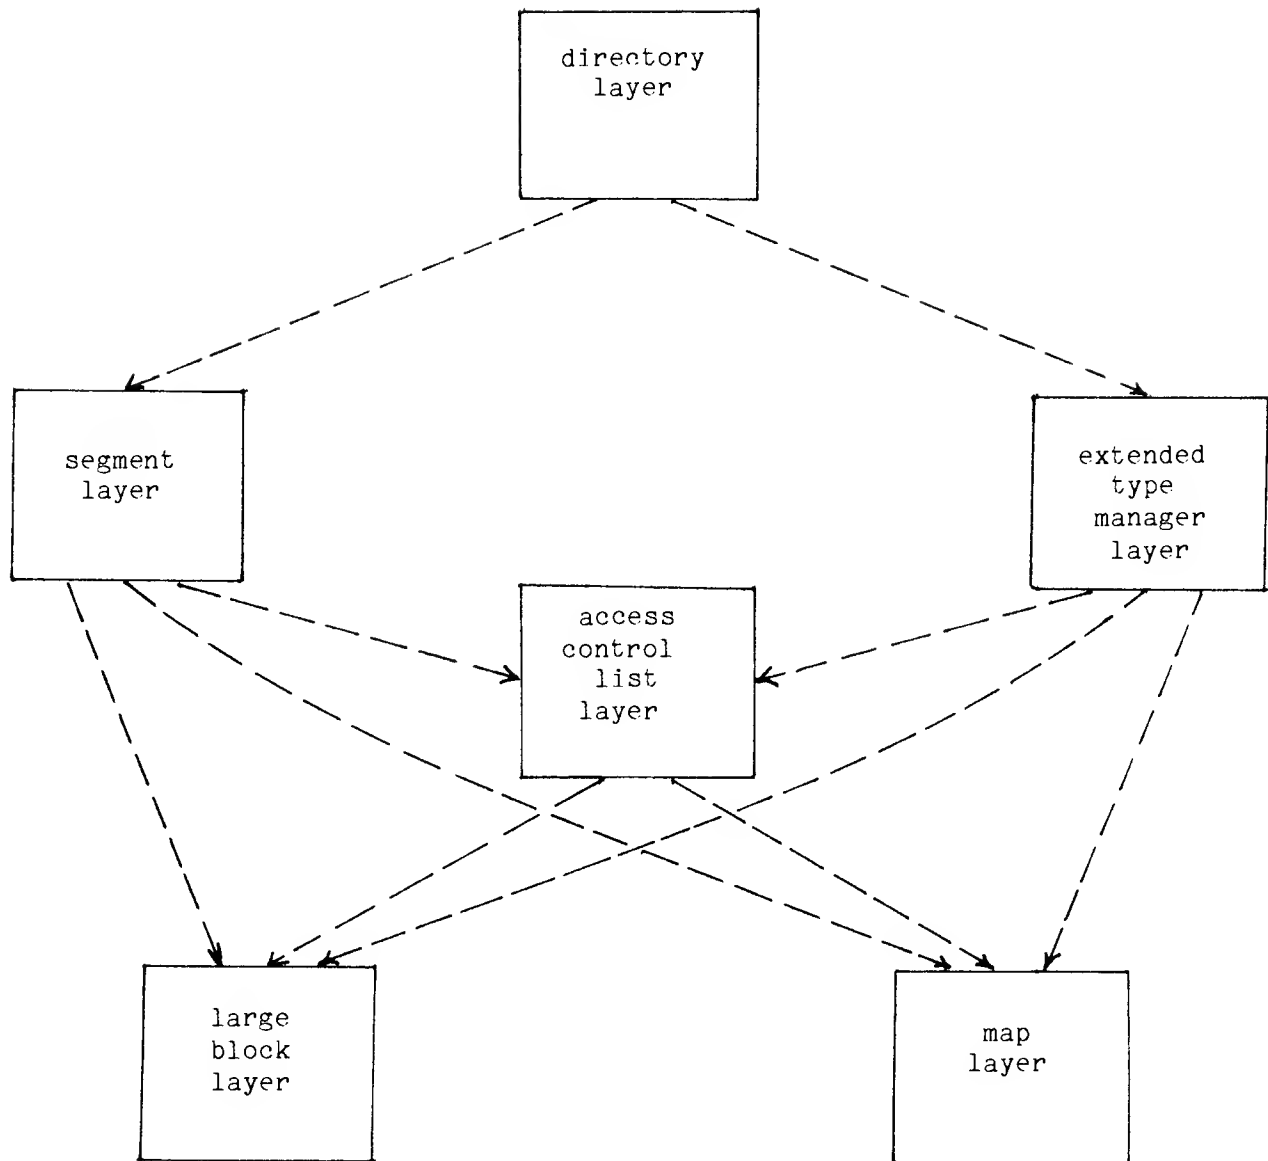 directory
layer
segment
layer
extended
type
manager
layer
access
control
list
layer
large
block
layer
map
layer